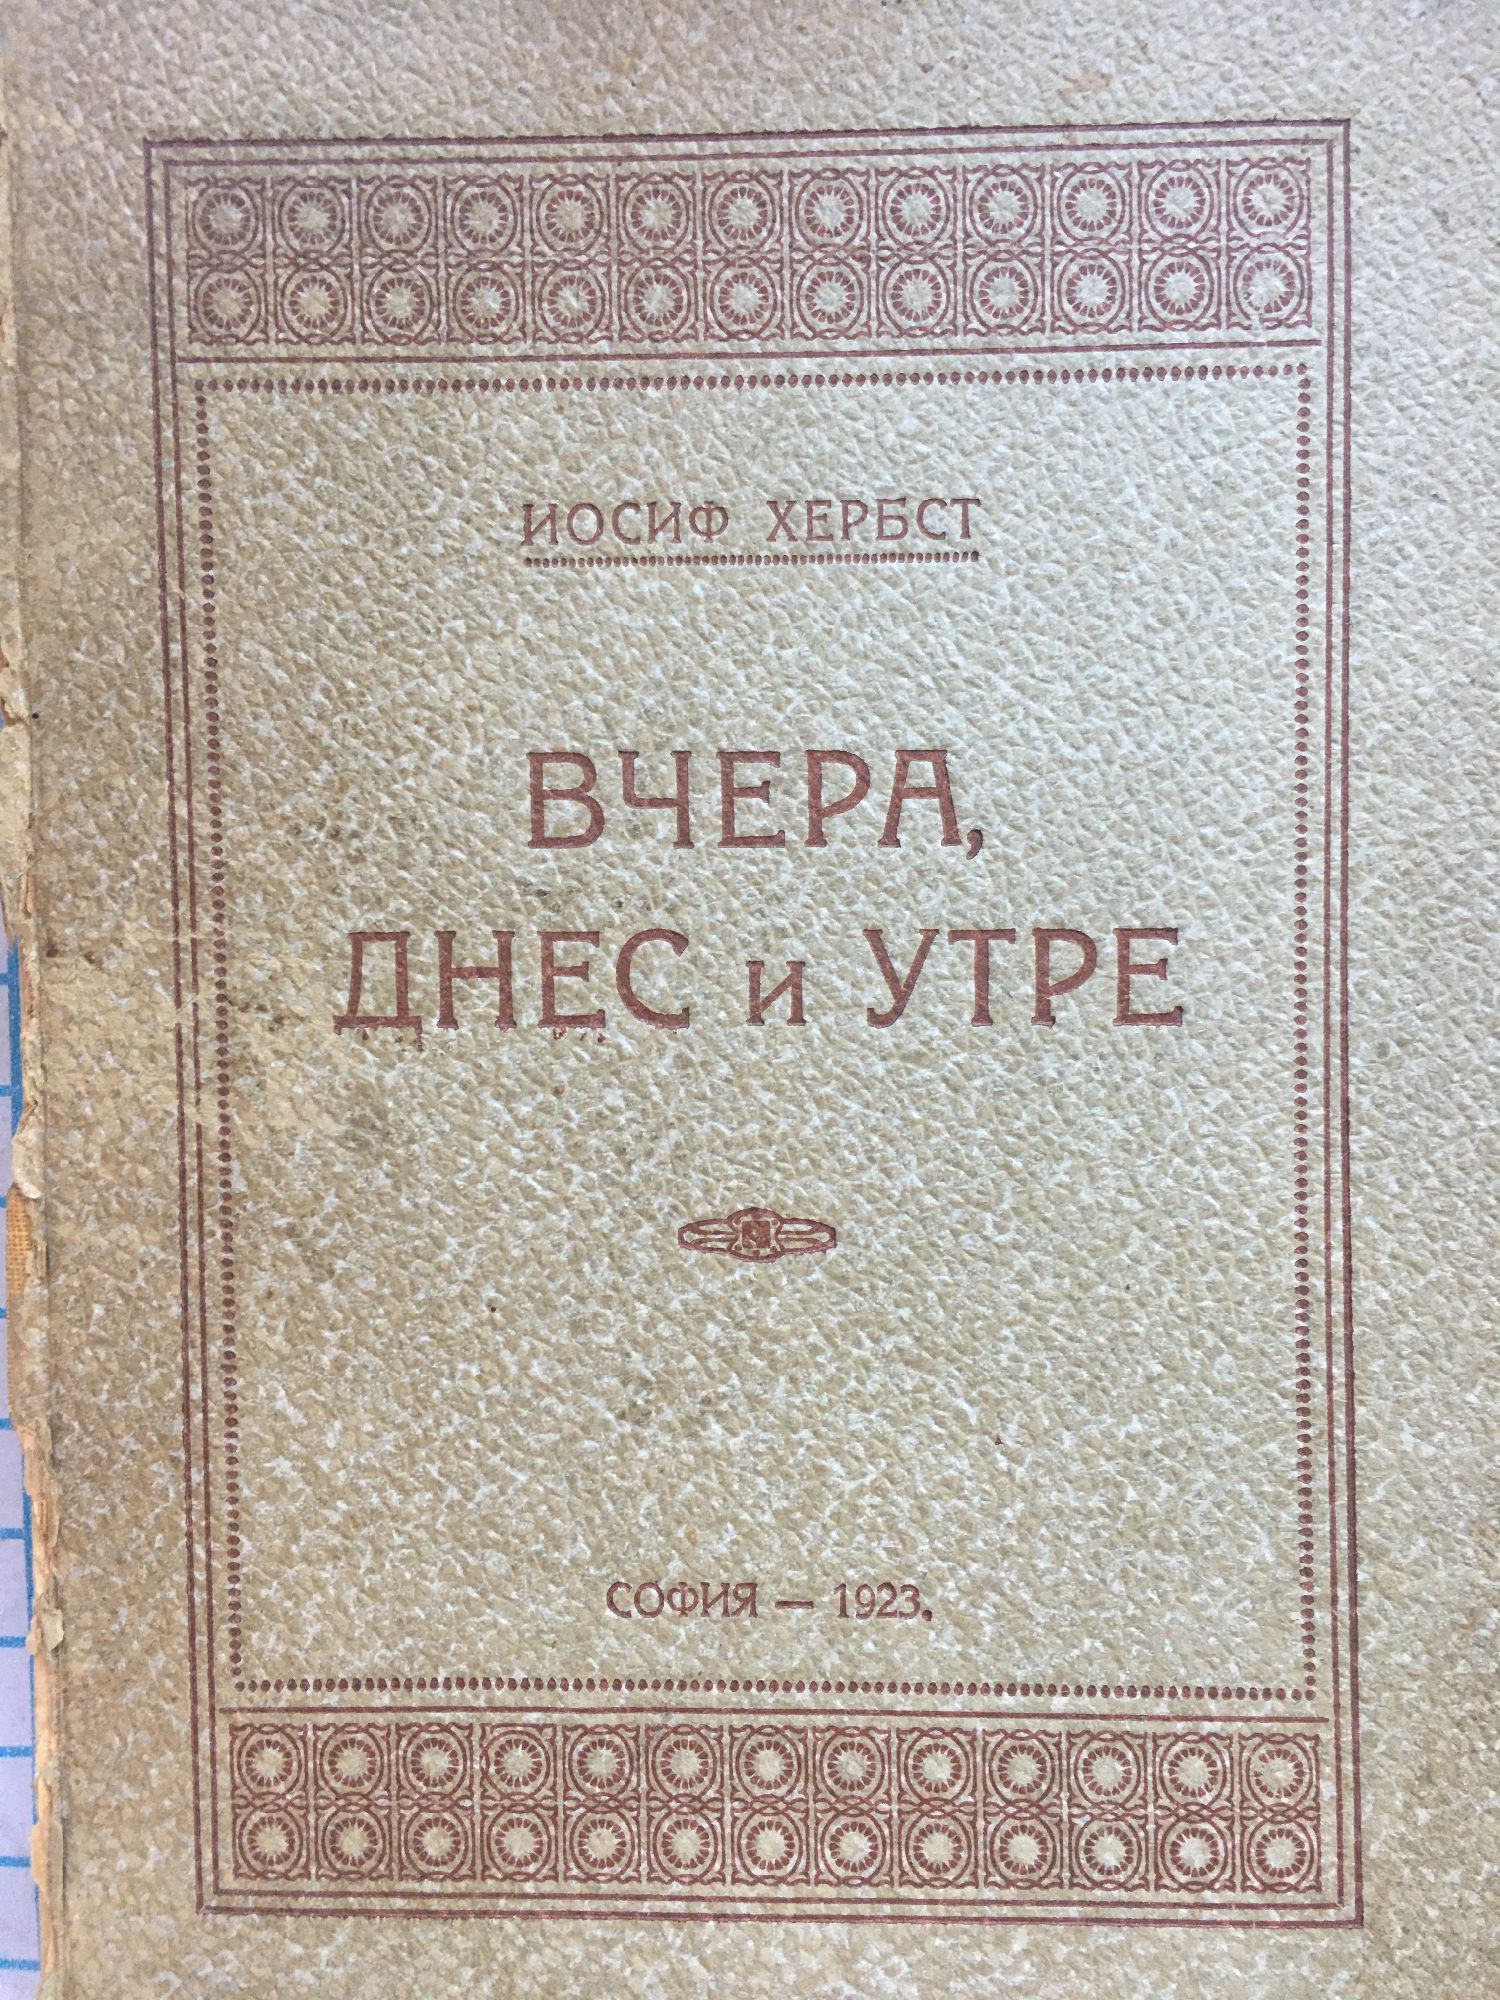 ИОСИФ ХЕРБСТ
ВЧЕРА,
ДНЕС и УТРЕ
СОФИЯ — 1923.